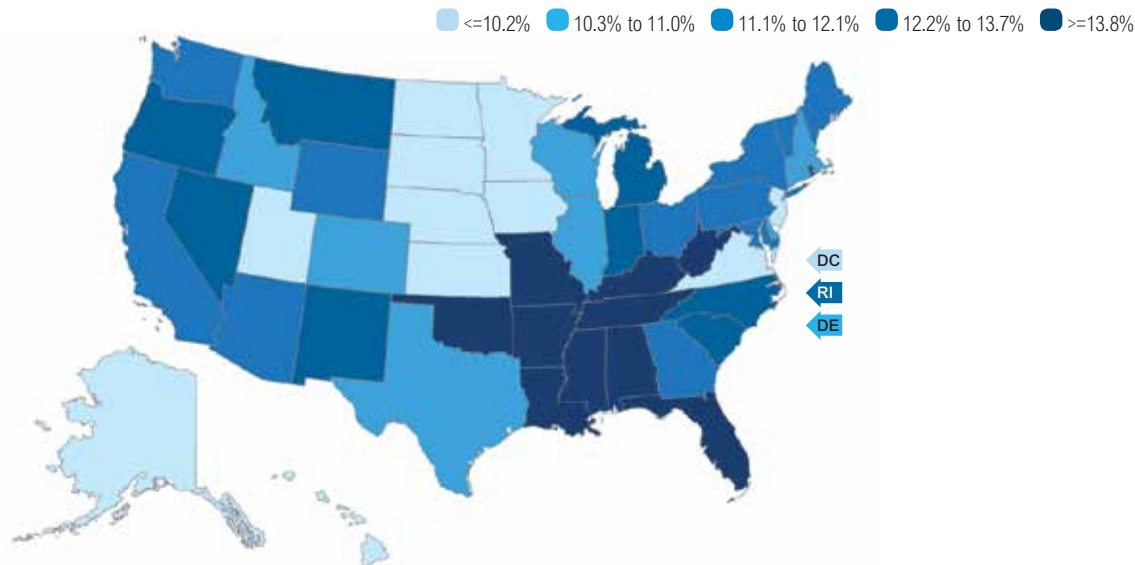 <=10.2% 10.3% to 11.0% 11.1% to 12.1% 12.2% to 13.7% >=13.8%
DC
RI
DE